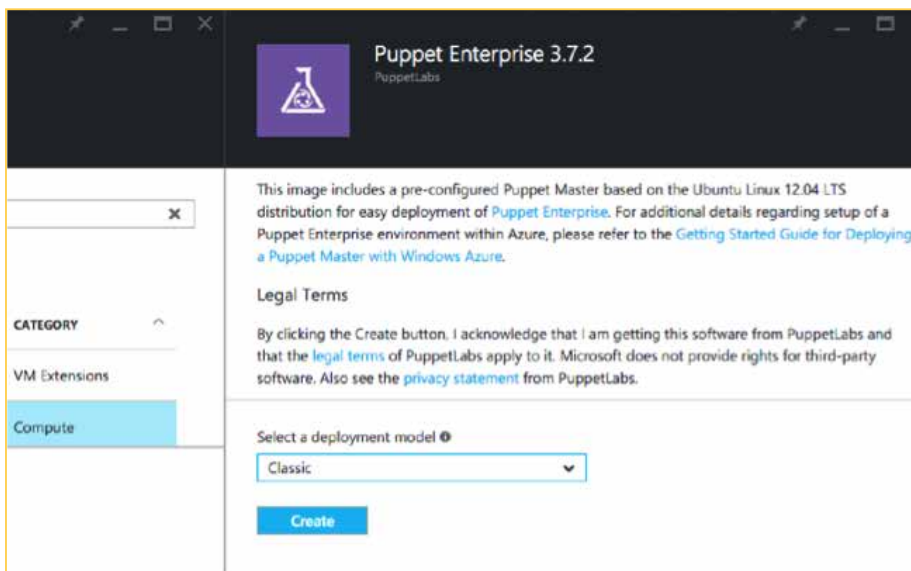 Puppet Enterprise 3.7.2
PuppetLabs
This image includes a pre-configured Puppet Master based on the Ubuntu Linux 12.04 LTS
distribution for easy deployment of Puppet Enterprise. For additional details regarding setup of a
Puppet Enterprise environment within Azure, please refer to the Getting Started Guide for Deploying
a Puppet Master with Windows Azure.
Legal Terms
By clicking the Create button, I acknowledge that I am getting this software from PuppetLabs and
that the legal terms of PuppetLabs apply to it. Microsoft does not provide rights for third-party
software. Also see the privacy statement from PuppetLabs.
CATEGORY
VM Extensions
Compute
Select a deployment model
Classic
Create